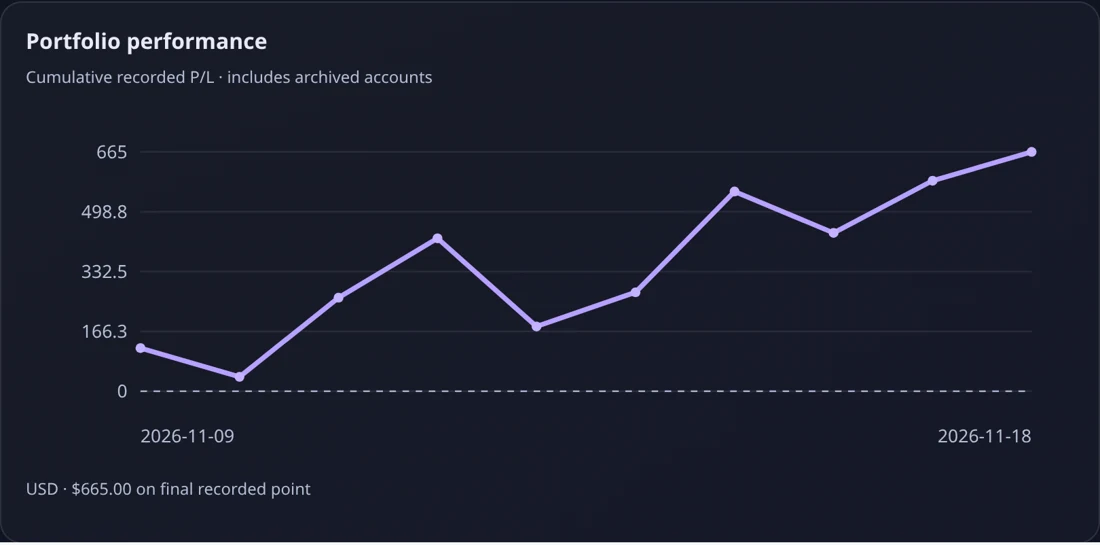 Portfolio performance
Cumulative recorded P/L · includes archived accounts
665
498.8
332.5
166.3
0
2026-11-09 2026-11-18
USD · $665.00 on final recorded point